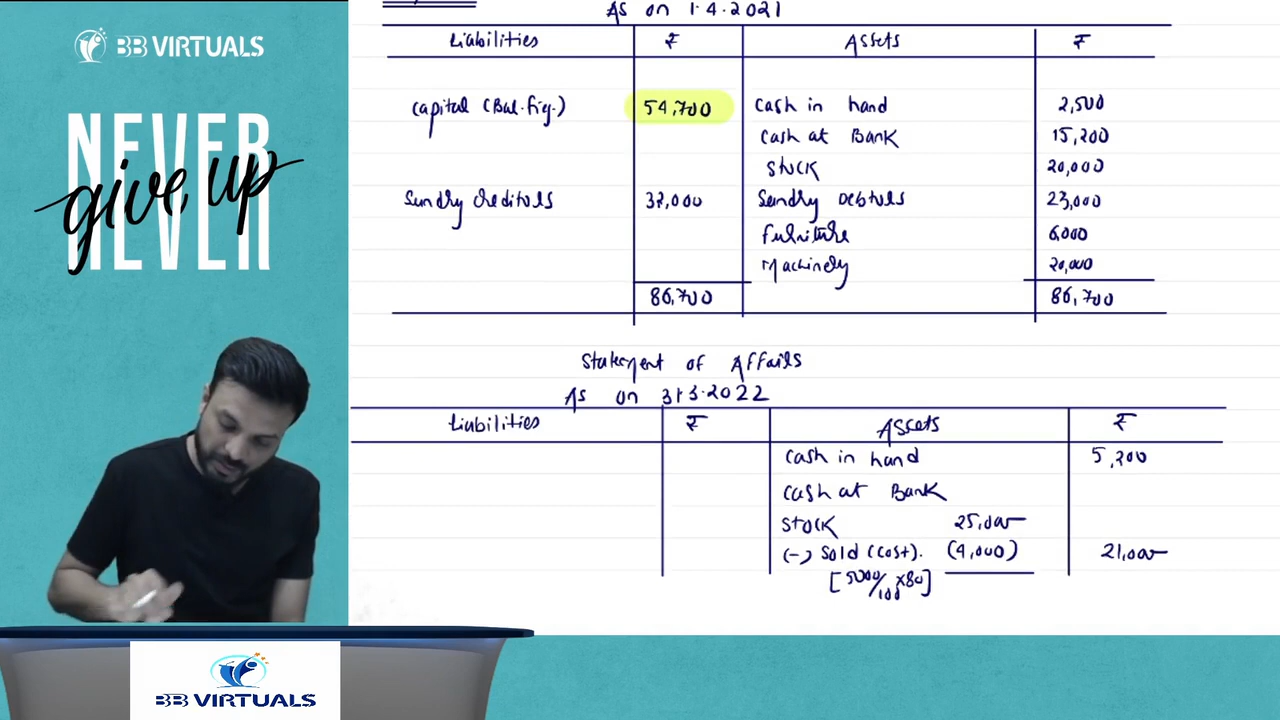 BB VIRTUALS
NEVER
give up
NEVER
As on 1.4.2021
Liabilities ₹ Assets ₹
Capital (Bal.fig.) 54,700 Cash in hand 2,500
Cash at Bank 15,200
Stock 20,000
Sundry Creditors 32,000 Sundry Debtors 23,000
Furniture 6,000
Machinery 20,000
86,700 86,700
Statement of Affairs
As on 31.3.2022
Liabilities ₹ Assets ₹
Cash in hand 5,200
Cash at Bank
Stock 25,000
(-) Sold (Cost). (4,000) 21,000
[5000/100×80]
BB VIRTUALS